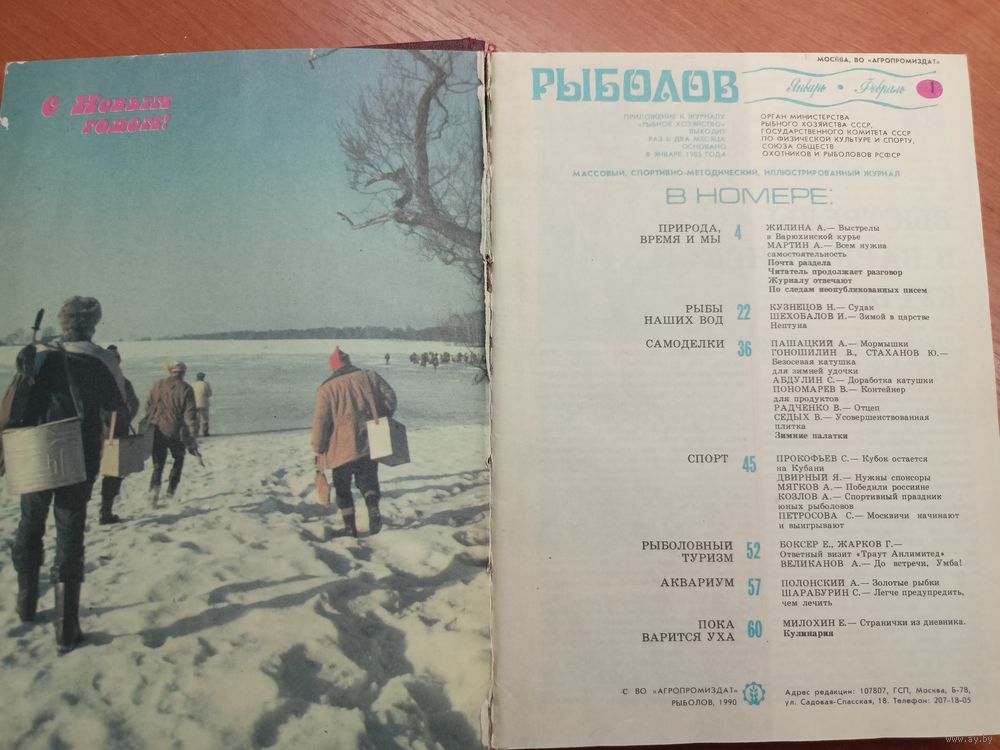 С Новым
годом!
МОСКВА, ВО «АГРОПРОМИЗДАТ»
РЫБОЛОВ
Январь • Февраль 1
ПРИЛОЖЕНИЕ К ЖУРНАЛУ
«РЫБНОЕ ХОЗЯЙСТВО»
ВЫХОДИТ
РАЗ В ДВА МЕСЯЦА
ОСНОВАНО
В ЯНВАРЕ 1985 ГОДА
ОРГАН МИНИСТЕРСТВА
РЫБНОГО ХОЗЯЙСТВА СССР,
ГОСУДАРСТВЕННОГО КОМИТЕТА СССР
ПО ФИЗИЧЕСКОЙ КУЛЬТУРЕ И СПОРТУ,
СОЮЗА ОБЩЕСТВ
ОХОТНИКОВ И РЫБОЛОВОВ РСФСР
МАССОВЫЙ, СПОРТИВНО-МЕТОДИЧЕСКИЙ, ИЛЛЮСТРИРОВАННЫЙ ЖУРНАЛ
В НОМЕРЕ:
ПРИРОДА,
ВРЕМЯ И МЫ
4
ЖИЛИНА А.— Выстрелы
в Варюхинской курье
МАРТИН А.— Всем нужна
самостоятельность
Почта раздела
Читатель продолжает разговор
Журналу отвечают
По следам неопубликованных писем
РЫБЫ
НАШИХ ВОД
22
КУЗНЕЦОВ Н.— Судак
ШЕХОБАЛОВ И.— Зимой в царстве
Нептуна
САМОДЕЛКИ
36
ПАШАЦКИЙ А.— Мормышки
ГОНОШИЛИН В., СТАХАНОВ Ю.—
Безосевая катушка
для зимней удочки
АБДУЛИН С.— Доработка катушки
ПОНОМАРЕВ В.— Контейнер
для продуктов
РАДЧЕНКО В.— Отцеп
СЕДЫХ В.— Усовершенствованная
плитка
Зимние палатки
СПОРТ
45
ПРОКОФЬЕВ С.— Кубок остается
на Кубани
ДВИРНЫЙ Я.— Нужны спонсоры
МЯГКОВ А.— Победили россияне
КОЗЛОВ А.— Спортивный праздник
юных рыболовов
ПЕТРОСОВА С.— Москвичи начинают
и выигрывают
РЫБОЛОВНЫЙ
ТУРИЗМ
52
БОКСЕР Е., ЖАРКОВ Г.—
Ответный визит «Траут Анлимитед»
ВЕЛИКАНОВ А.— До встречи, Умба!
АКВАРИУМ
57
ПОЛОНСКИЙ А.— Золотые рыбки
ШАРАБУРИН С.— Легче предупредить,
чем лечить
ПОКА
ВАРИТСЯ УХА
60
МИЛОХИН Е.— Странички из дневника.
Кулинария
С ВО «АГРОПРОМИЗДАТ»
РЫБОЛОВ, 1990
Адрес редакции: 107807, ГСП, Москва, Б-78,
ул. Садовая-Спасская, 18. Телефон: 207-18-05
www.ay.by